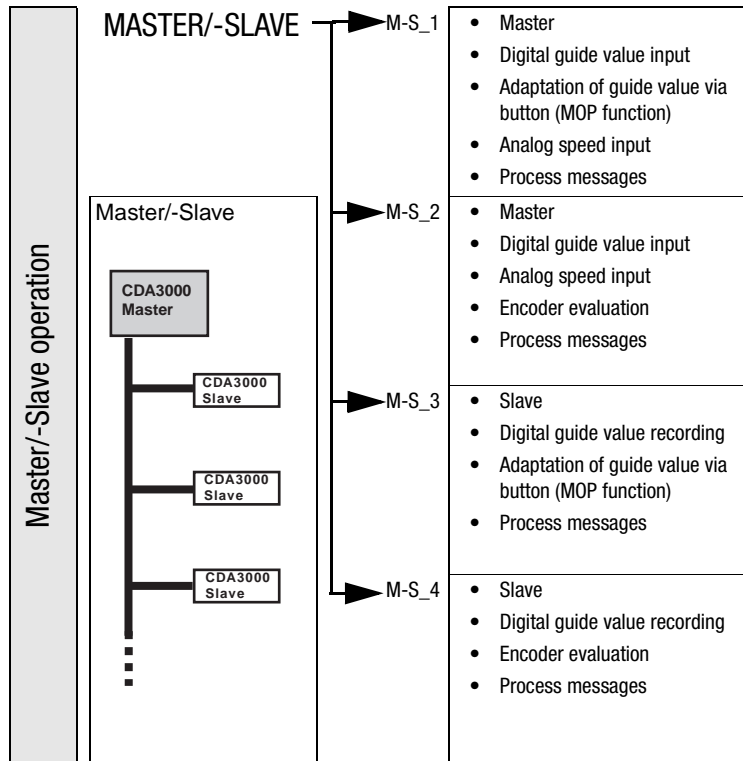 Master/-Slave operation
MASTER/-SLAVE
Master/-Slave
CDA3000
Master
CDA3000
Slave
CDA3000
Slave
CDA3000
Slave
M-S_1
• Master
• Digital guide value input
• Adaptation of guide value via
button (MOP function)
• Analog speed input
• Process messages
M-S_2
• Master
• Digital guide value input
• Analog speed input
• Encoder evaluation
• Process messages
M-S_3
• Slave
• Digital guide value recording
• Adaptation of guide value via
button (MOP function)
• Process messages
M-S_4
• Slave
• Digital guide value recording
• Encoder evaluation
• Process messages